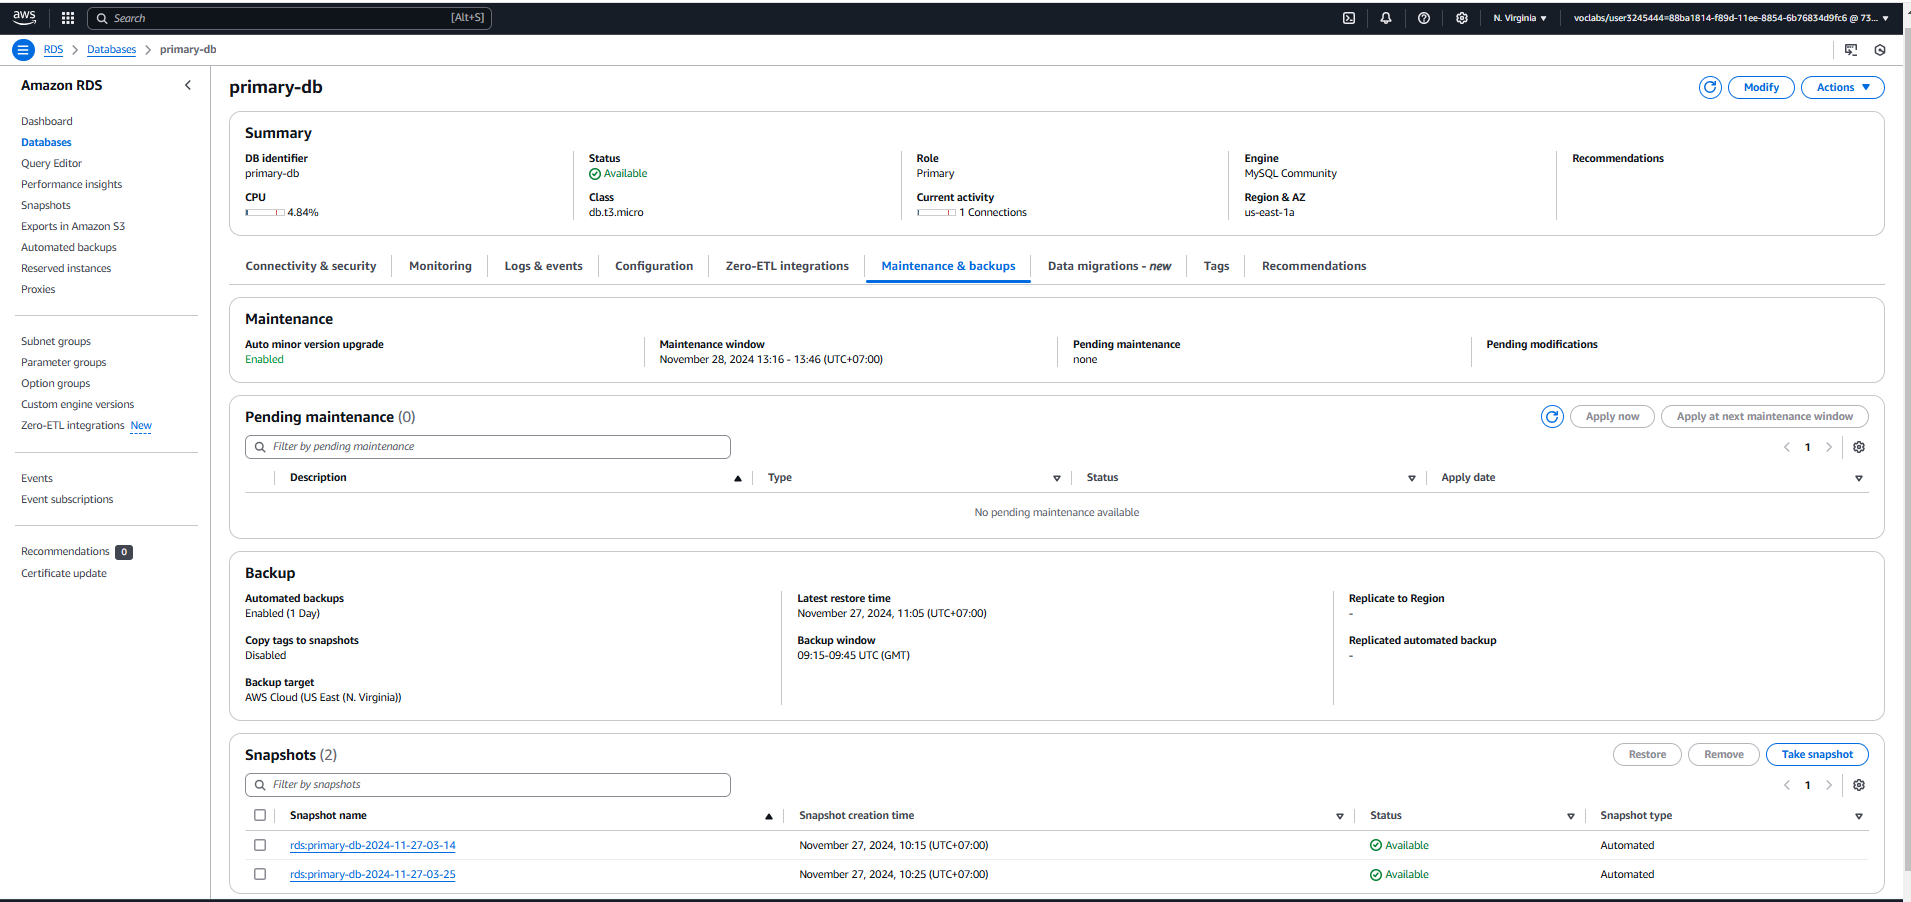 aws
Search [Alt+S]
N. Virginia
voclabs/user3245444=88ba1814-f89d-11ee-8854-6b76834d9fc6 @ 73...
RDS > Databases > primary-db
Amazon RDS
Dashboard
Databases
Query Editor
Performance insights
Snapshots
Exports in Amazon S3
Automated backups
Reserved instances
Proxies
Subnet groups
Parameter groups
Option groups
Custom engine versions
Zero-ETL integrations New
Events
Event subscriptions
Recommendations 0
Certificate update
primary-db
Modify
Actions
Summary
DB identifier
primary-db
CPU
4.84%
Status
Available
Class
db.t3.micro
Role
Primary
Current activity
1 Connections
Engine
MySQL Community
Region & AZ
us-east-1a
Recommendations
Connectivity & security
Monitoring
Logs & events
Configuration
Zero-ETL integrations
Maintenance & backups
Data migrations - new
Tags
Recommendations
Maintenance
Auto minor version upgrade
Enabled
Maintenance window
November 28, 2024 13:16 - 13:46 (UTC+07:00)
Pending maintenance
none
Pending modifications
Pending maintenance (0)
Apply now
Apply at next maintenance window
Filter by pending maintenance
1
Description
Type
Status
Apply date
No pending maintenance available
Backup
Automated backups
Enabled (1 Day)
Copy tags to snapshots
Disabled
Backup target
AWS Cloud (US East (N. Virginia))
Latest restore time
November 27, 2024, 11:05 (UTC+07:00)
Backup window
09:15-09:45 UTC (GMT)
Replicate to Region
-
Replicated automated backup
-
Snapshots (2)
Restore
Remove
Take snapshot
Filter by snapshots
1
Snapshot name
Snapshot creation time
Status
Snapshot type
rds:primary-db-2024-11-27-03-14
November 27, 2024, 10:15 (UTC+07:00)
Available
Automated
rds:primary-db-2024-11-27-03-25
November 27, 2024, 10:25 (UTC+07:00)
Available
Automated